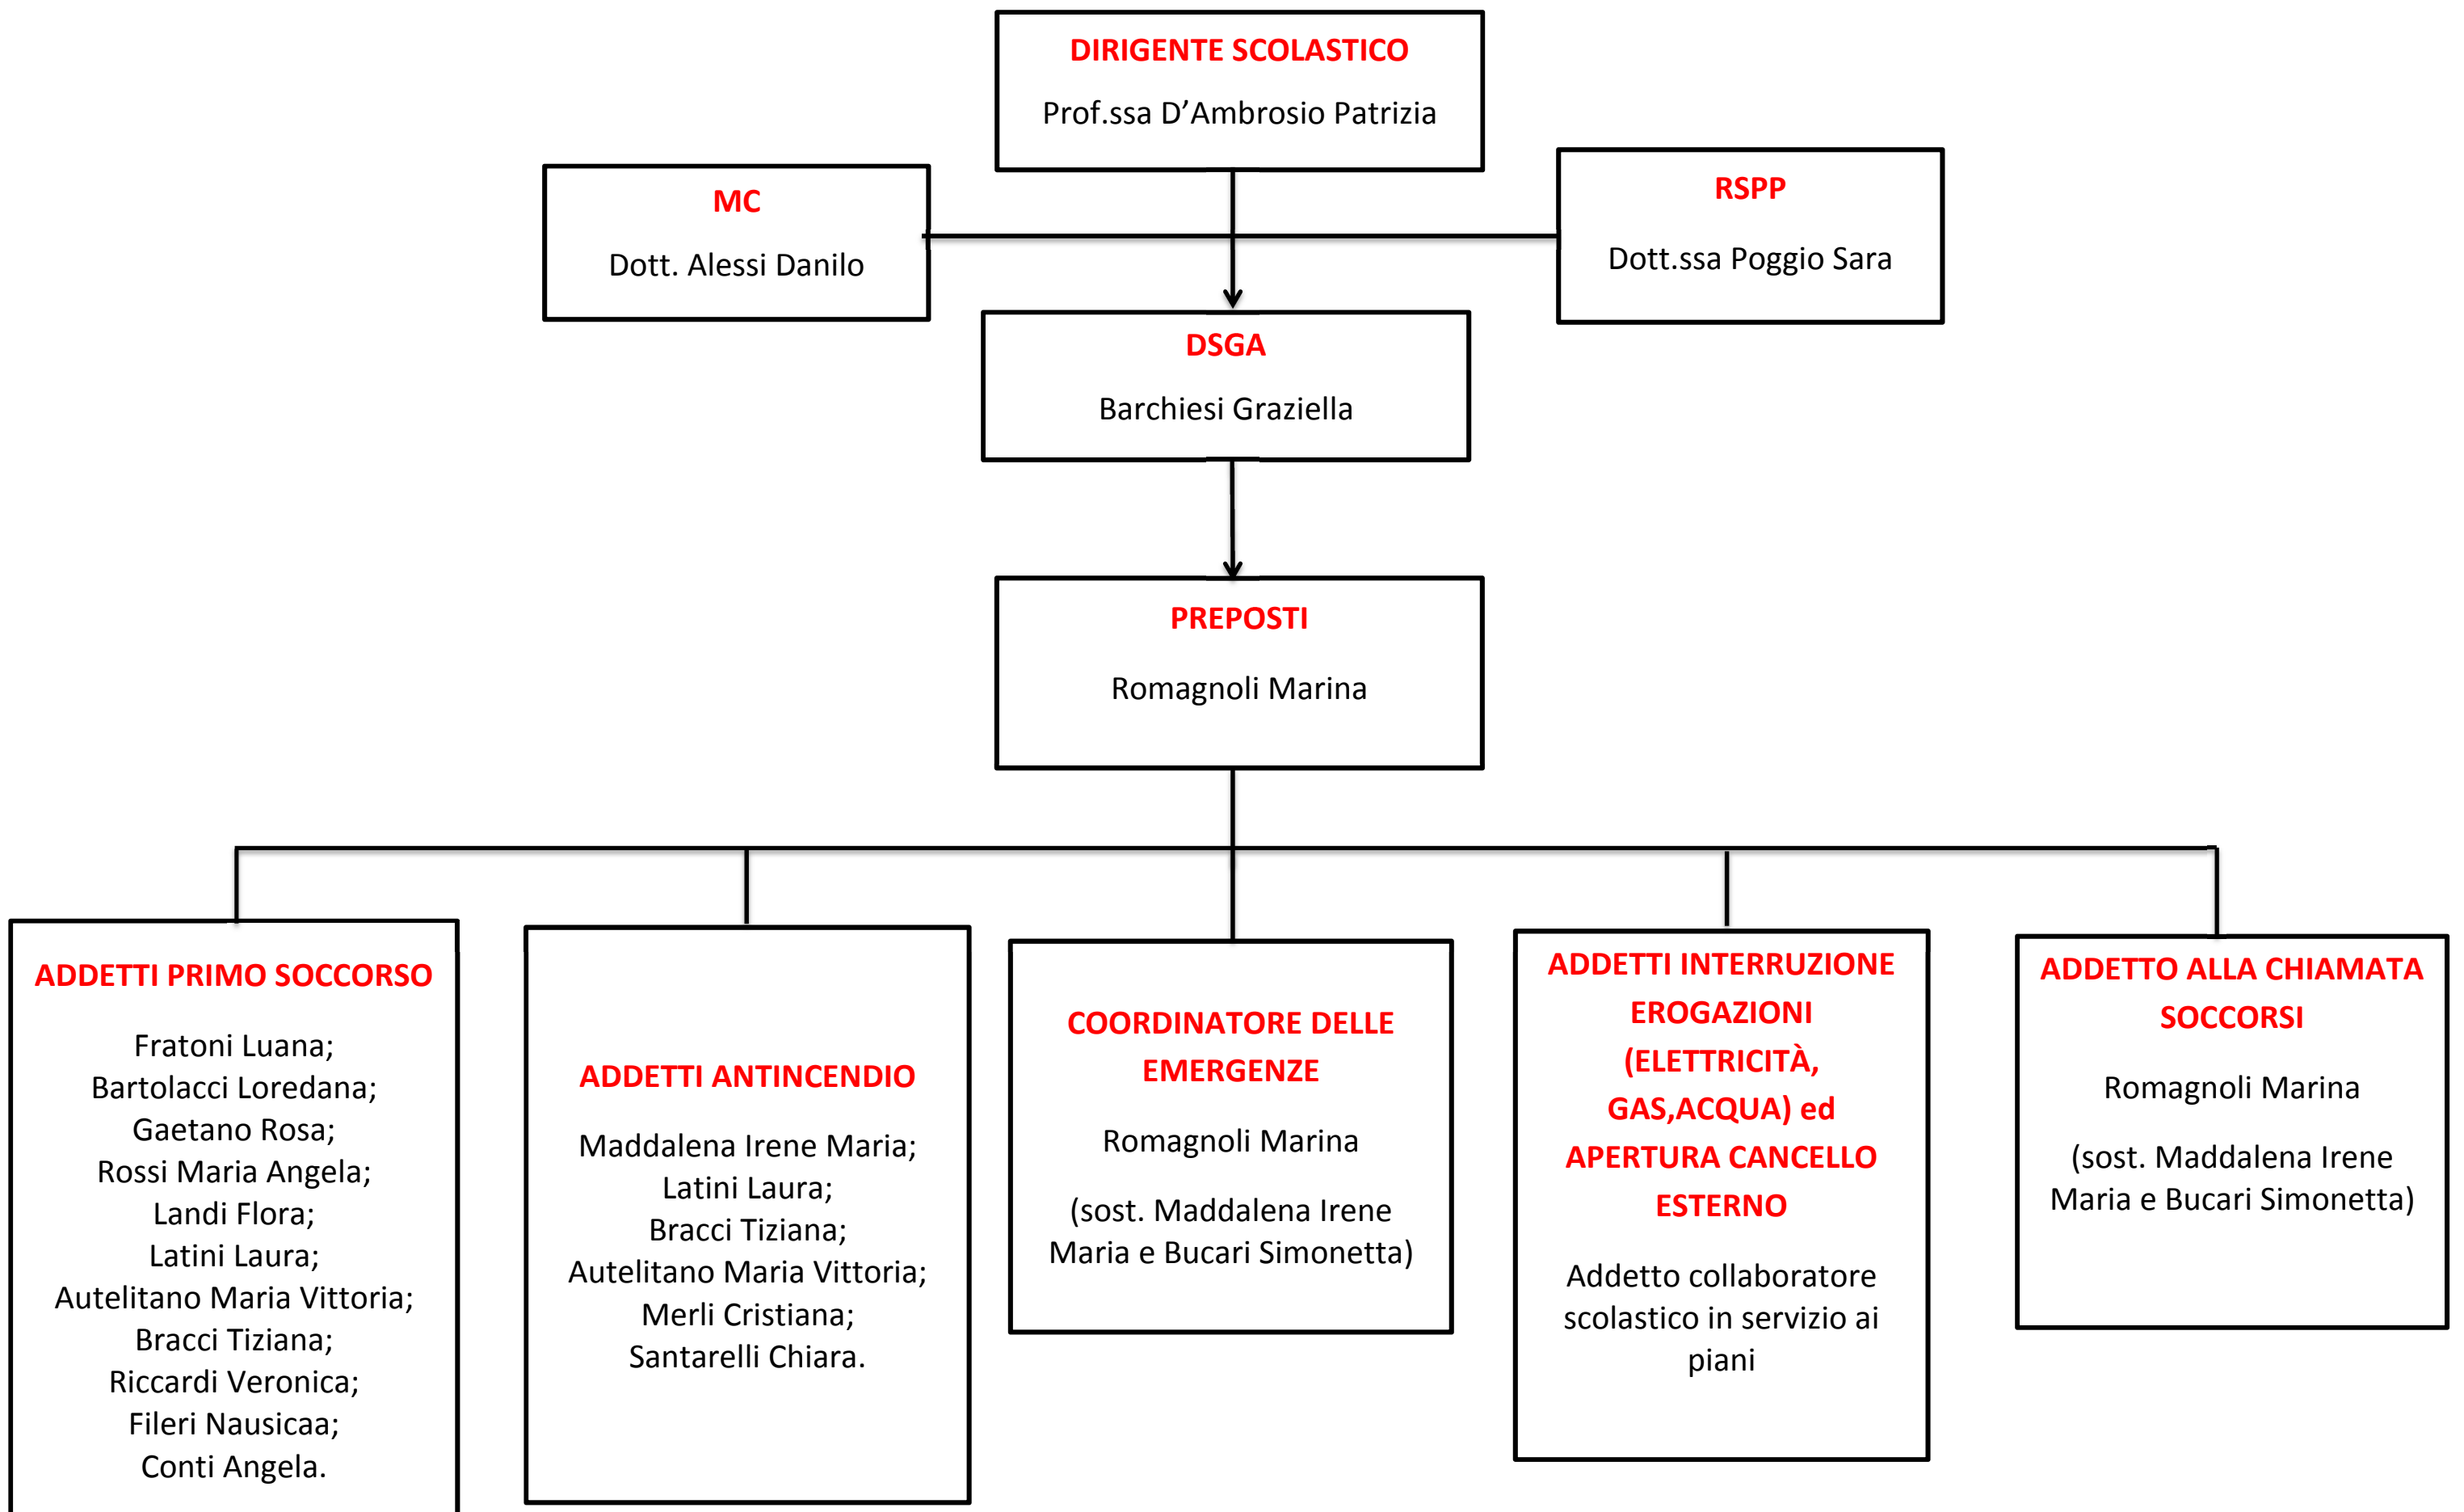 DIRIGENTE SCOLASTICO
Prof.ssa D’Ambrosio Patrizia
MC
Dott. Alessi Danilo
RSPP
Dott.ssa Poggio Sara
DSGA
Barchiesi Graziella
PREPOSTI
Romagnoli Marina
ADDETTI PRIMO SOCCORSO
Fratoni Luana;
Bartolacci Loredana;
Gaetano Rosa;
Rossi Maria Angela;
Landi Flora;
Latini Laura;
Autelitano Maria Vittoria;
Bracci Tiziana;
Riccardi Veronica;
Fileri Nausicaa;
Conti Angela.
ADDETTI ANTINCENDIO
Maddalena Irene Maria;
Latini Laura;
Bracci Tiziana;
Autelitano Maria Vittoria;
Merli Cristiana;
Santarelli Chiara.
COORDINATORE DELLE
EMERGENZE
Romagnoli Marina
(sost. Maddalena Irene
Maria e Bucari Simonetta)
ADDETTI INTERRUZIONE
EROGAZIONI
(ELETTRICITÀ,
GAS,ACQUA) ed
APERTURA CANCELLO
ESTERNO
Addetto collaboratore
scolastico in servizio ai
piani
ADDETTO ALLA CHIAMATA
SOCCORSI
Romagnoli Marina
(sost. Maddalena Irene
Maria e Bucari Simonetta)